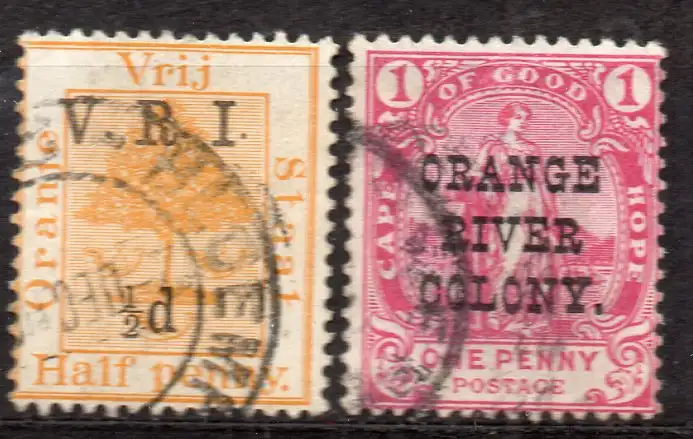 Vrij
V. R. I.
Oranje
Staat.
½d
Half penny.
1 OF GOOD 1
CAPE
HOPE
ORANGE
RIVER
COLONY.
ONE PENNY
POSTAGE